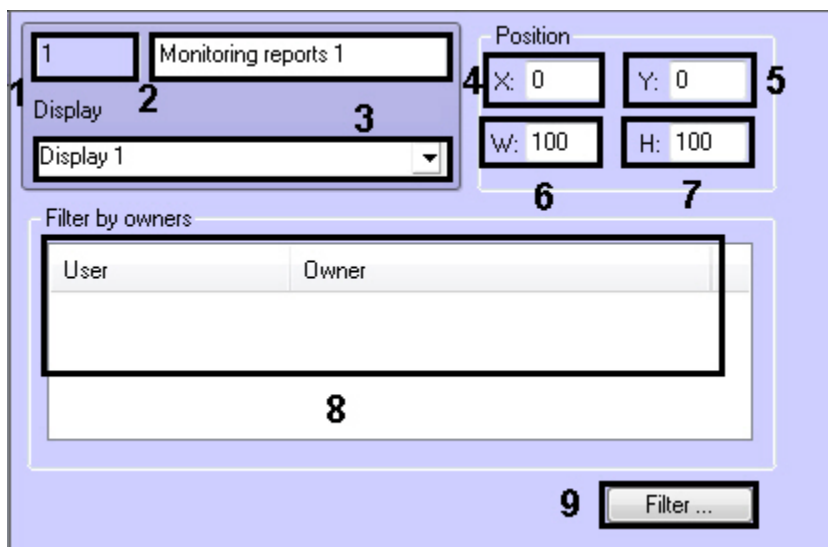 1 Monitoring reports 1
1 2
Display 3
Display 1
Position
4 X: 0 Y: 0 5
W: 100 H: 100
6 7
Filter by owners
User Owner
8
9 Filter ...